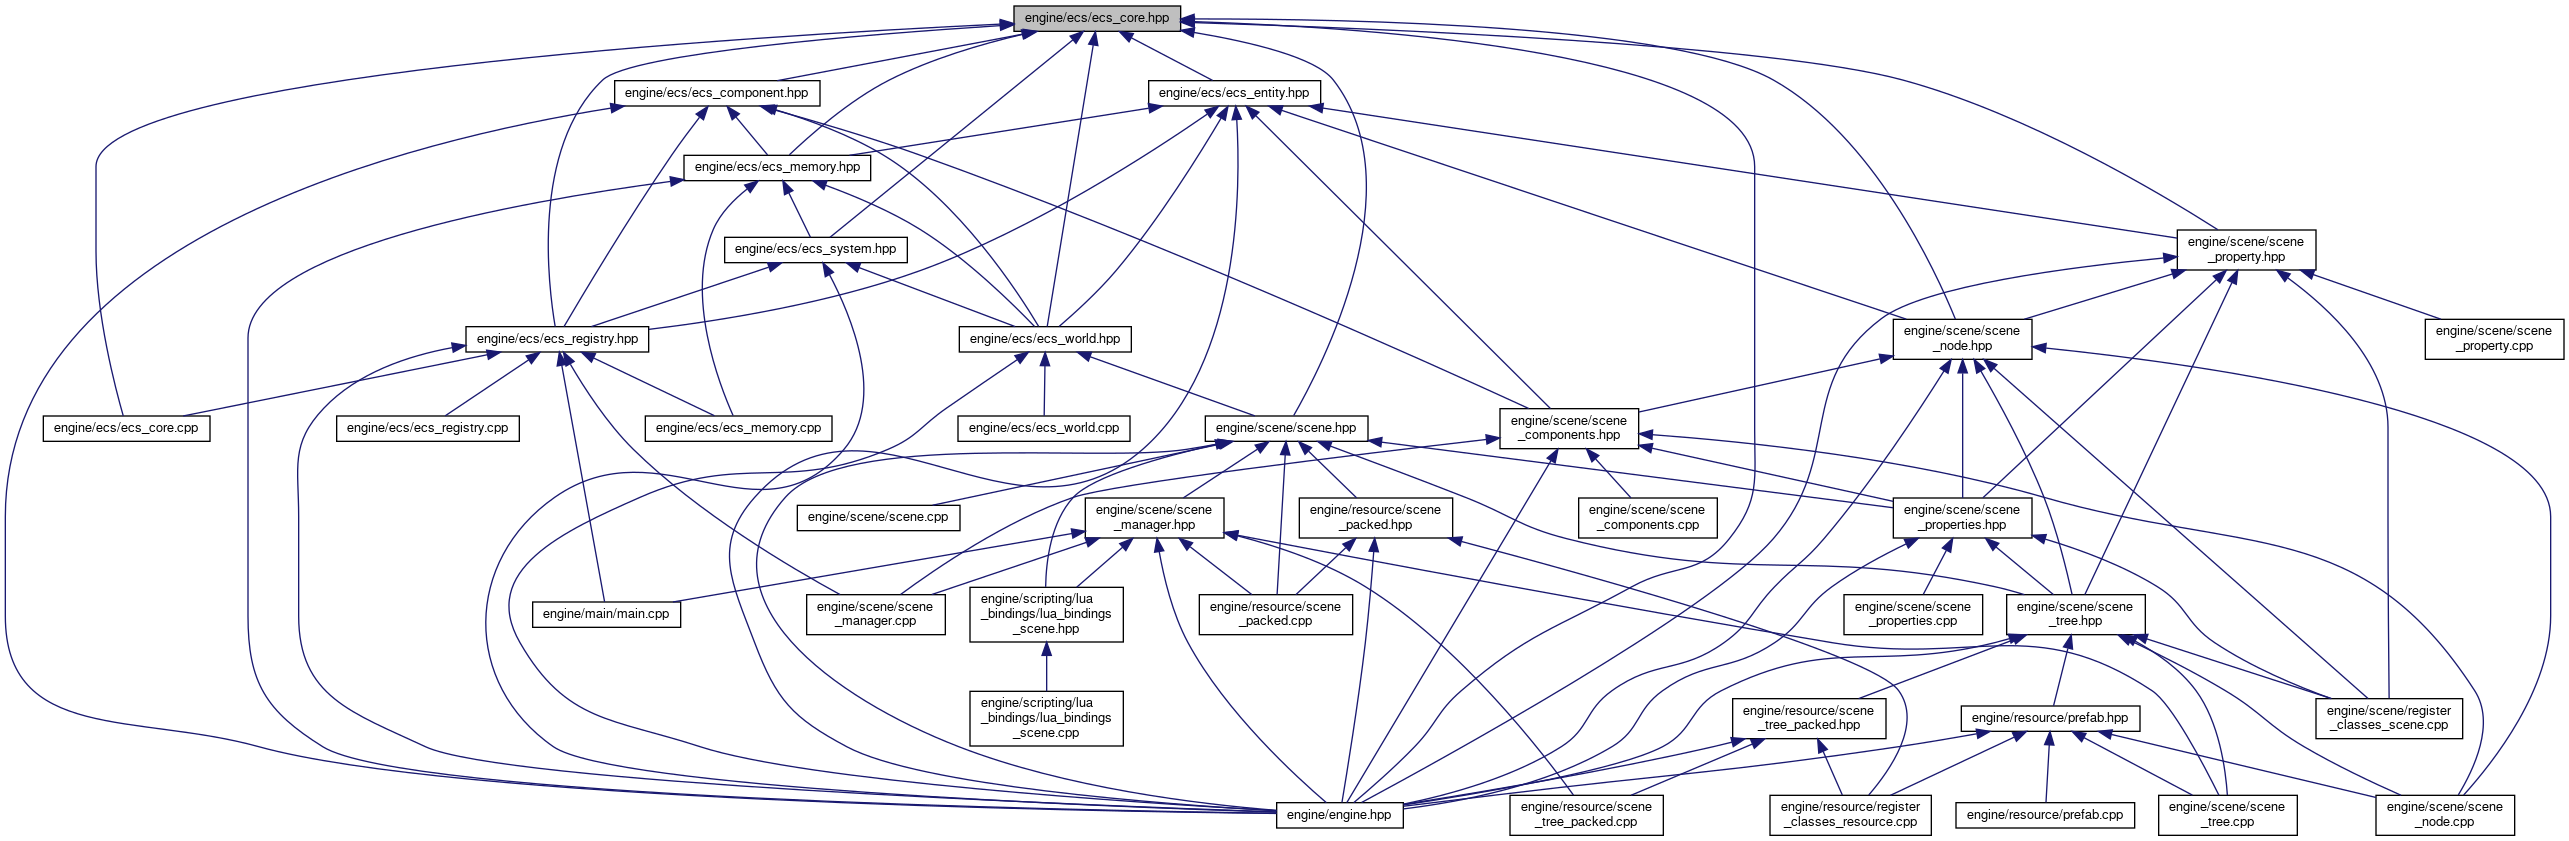 engine/ecs/ecs_core.hpp
engine/ecs/ecs_component.hpp
engine/ecs/ecs_entity.hpp
engine/ecs/ecs_memory.hpp
engine/ecs/ecs_system.hpp
engine/scene/scene
_property.hpp
engine/ecs/ecs_registry.hpp
engine/ecs/ecs_world.hpp
engine/scene/scene
_node.hpp
engine/scene/scene
_property.cpp
engine/ecs/ecs_core.cpp
engine/ecs/ecs_registry.cpp
engine/ecs/ecs_memory.cpp
engine/ecs/ecs_world.cpp
engine/scene/scene.hpp
engine/scene/scene
_components.hpp
engine/scene/scene.cpp
engine/scene/scene
_manager.hpp
engine/resource/scene
_packed.hpp
engine/scene/scene
_components.cpp
engine/scene/scene
_properties.hpp
engine/main/main.cpp
engine/scene/scene
_manager.cpp
engine/scripting/lua
_bindings/lua_bindings
_scene.hpp
engine/resource/scene
_packed.cpp
engine/scene/scene
_properties.cpp
engine/scene/scene
_tree.hpp
engine/scripting/lua
_bindings/lua_bindings
_scene.cpp
engine/resource/scene
_tree_packed.hpp
engine/resource/prefab.hpp
engine/scene/register
_classes_scene.cpp
engine/engine.hpp
engine/resource/scene
_tree_packed.cpp
engine/resource/register
_classes_resource.cpp
engine/resource/prefab.cpp
engine/scene/scene
_tree.cpp
engine/scene/scene
_node.cpp